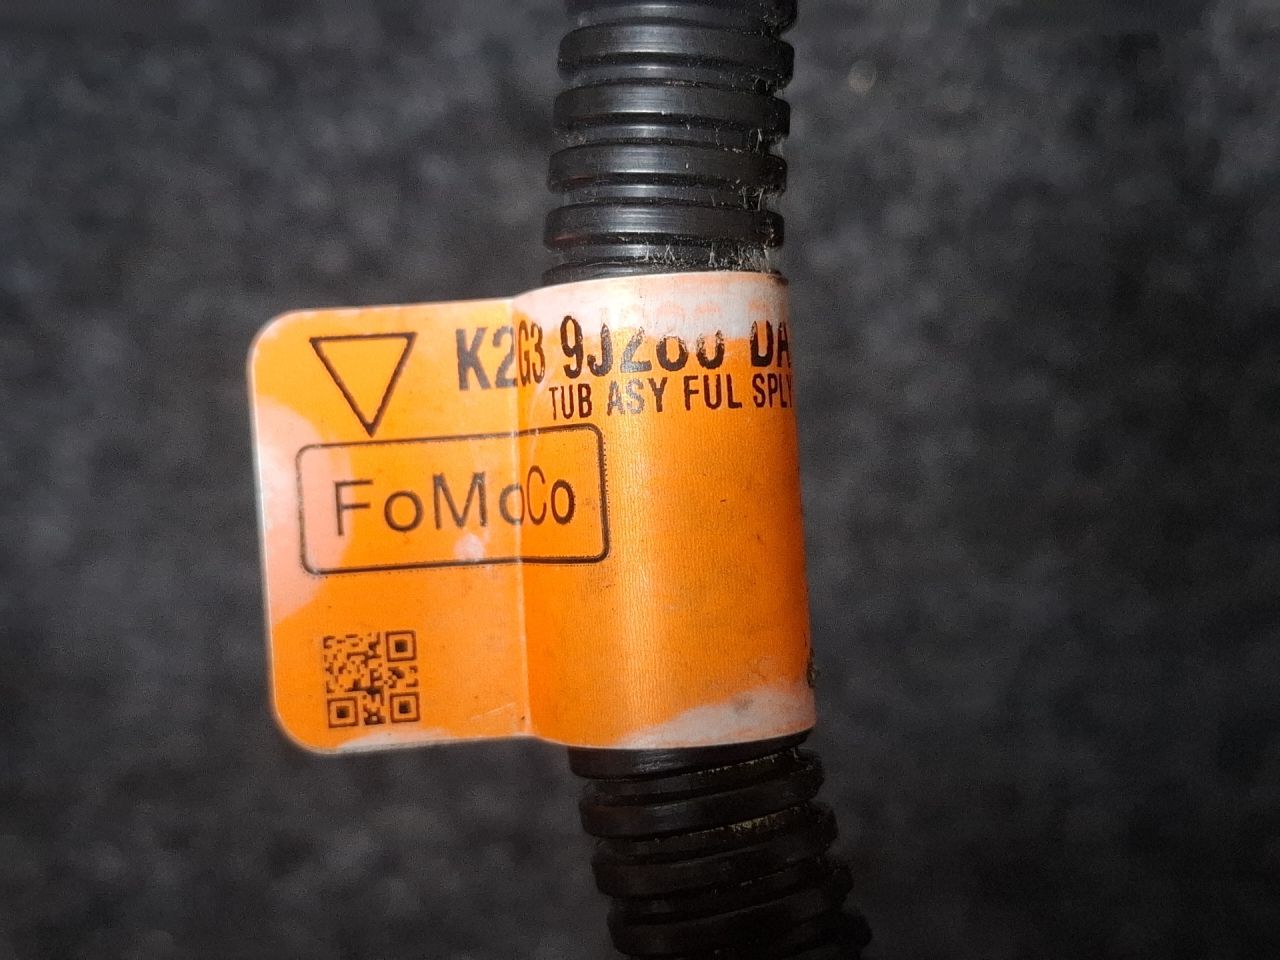 K2G3 9J280 DA
TUB ASY FUL SPLY
FoMoCo